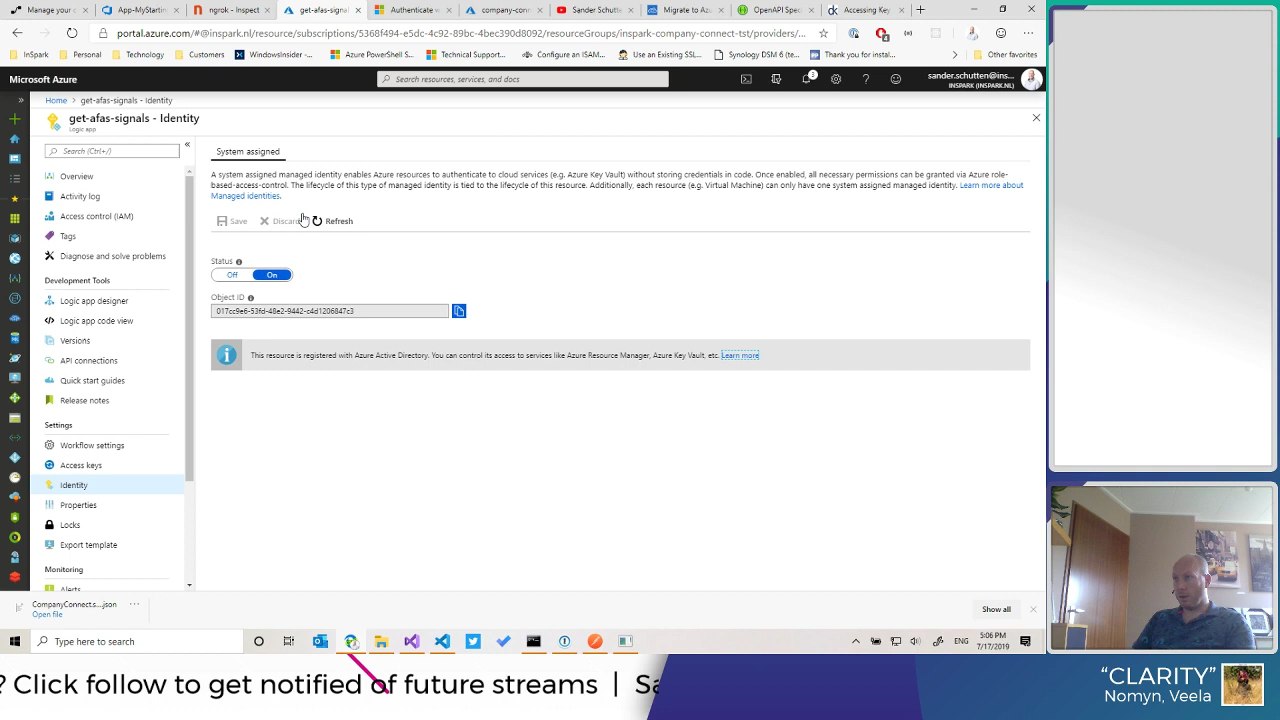 Manage your c
App-MyStarting
ngrok - Inspect
get-afas-signal
Authenticate w
company-conn
Sander Schutte
Migrate to Azu
OpenAPI Spec
Accessing Key
portal.azure.com/#@inspark.nl/resource/subscriptions/5368f494-e5dc-4c92-89bc-4bec390d8092/resourceGroups/inspark-company-connect-tst/providers/...
InSpark
Parson
Technology
Customers
WindowsInsider
Azure PowerShell S...
Technical Support...
Configure an ISAM...
Use an Existing SSL...
Synology DSM 6 (te...
Other favorites
Microsoft Azure
Search resources, services, and docs
3
sander.schutten@ins...
INSPARK (INSPARK.NL)
Home > get-afas-signals - Identity
get-afas-signals - Identity
Logic app
Search (Ctrl+/)
Overview
Activity log
Access control (IAM)
Tags
Diagnose and solve problems
Development Tools
Logic app designer
Logic app code view
Versions
API connections
Quick start guides
Release notes
Settings
Workflow settings
Access keys
Identity
Properties
Locks
Export template
Monitoring
Alerts
System assigned
A system assigned managed identity enables Azure resources to authenticate to cloud services (e.g. Azure Key Vault) without storing credentials in code. Once enabled, all necessary permissions can be granted via Azure role-
based-access-control. The lifecycle of this type of managed identity is tied to the lifecycle of this resource. Additionally, each resource (e.g. Virtual Machine) can only have one system assigned managed identity. Learn more about
Managed identities.
Save
Discard
Refresh
Status
Off
On
Object ID
017cc9e6-53fd-48e2-9442-c4d1206847c3
This resource is registered with Azure Active Directory. You can control its access to services like Azure Resource Manager, Azure Key Vault, etc. Learn more
CompanyConnect.s....json
Open file
Show all
Type here to search
ENG
5:06 PM
7/17/2019
? Click follow to get notified of future streams | Sa
“CLARITY”
Nomyn, Veela